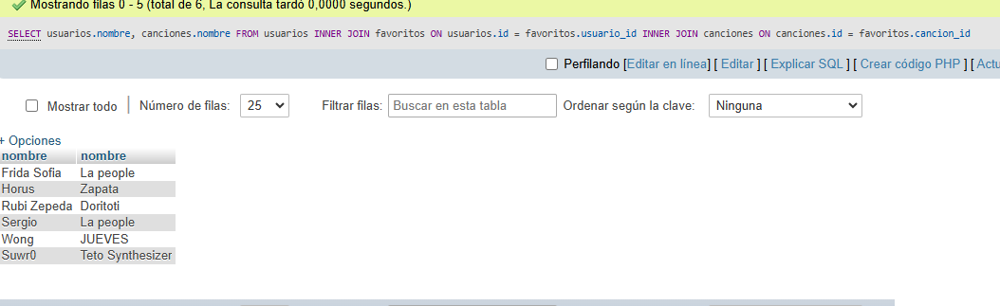 Mostrando filas 0 - 5 (total de 6, La consulta tardó 0,0000 segundos.)
SELECT usuarios.nombre, canciones.nombre FROM usuarios INNER JOIN favoritos ON usuarios.id = favoritos.usuario_id INNER JOIN canciones ON canciones.id = favoritos.cancion_id
Perfilando [Editar en línea] [ Editar ] [ Explicar SQL ] [ Crear código PHP ] [ Actu
Mostrar todo | Número de filas: 25 Filtrar filas: Buscar en esta tabla Ordenar según la clave: Ninguna
+ Opciones
nombre nombre
Frida Sofia La people
Horus Zapata
Rubi Zepeda Doritoti
Sergio La people
Wong JUEVES
Suwr0 Teto Synthesizer